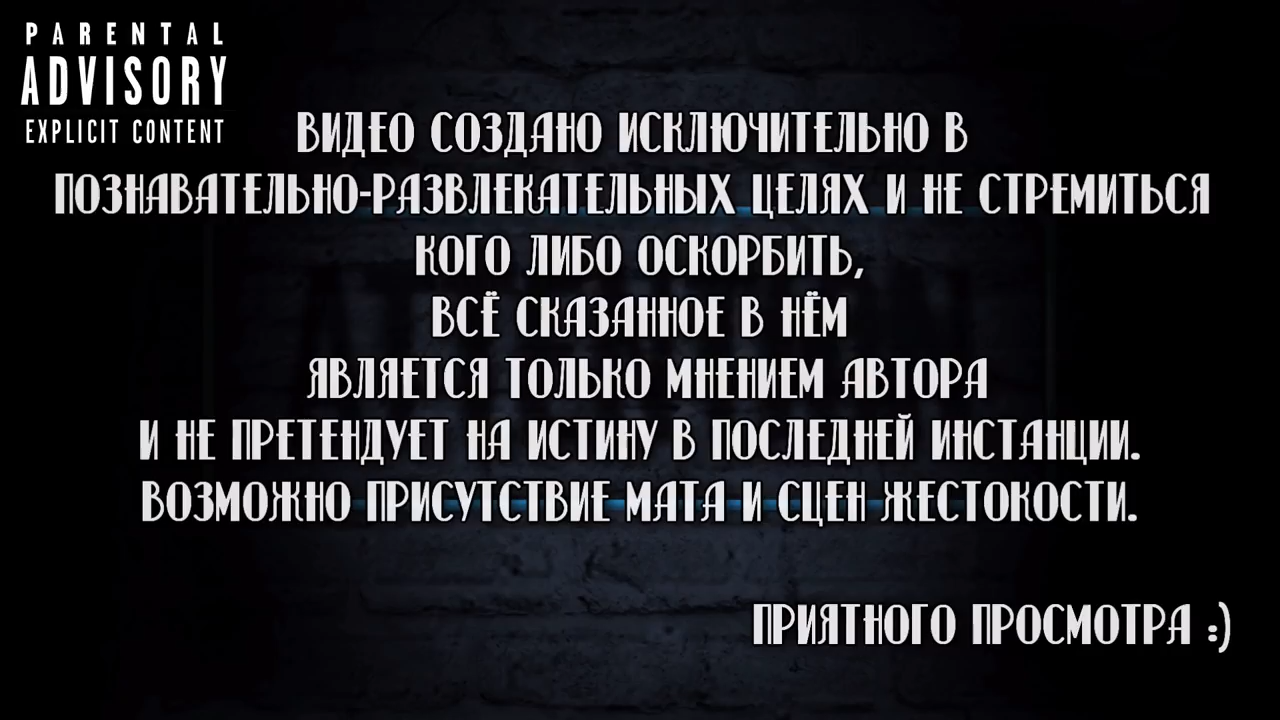 PARENTAL
ADVISORY
EXPLICIT CONTENT
ВИДЕО СОЗДАНО ИСКЛЮЧИТЕЛЬНО В
ПОЗНАВАТЕЛЬНО-РАЗВЛЕКАТЕЛЬНЫХ ЦЕЛЯХ И НЕ СТРЕМИТЬСЯ
КОГО ЛИБО ОСКОРБИТЬ,
ВСЁ СКАЗАННОЕ В НЁМ
ЯВЛЯЕТСЯ ТОЛЬКО МНЕНИЕМ АВТОРА
И НЕ ПРЕТЕНДУЕТ НА ИСТИНУ В ПОСЛЕДНЕЙ ИНСТАНЦИИ.
ВОЗМОЖНО ПРИСУТСТВИЕ МАТА И СЦЕН ЖЕСТОКОСТИ.
ПРИЯТНОГО ПРОСМОТРА :)